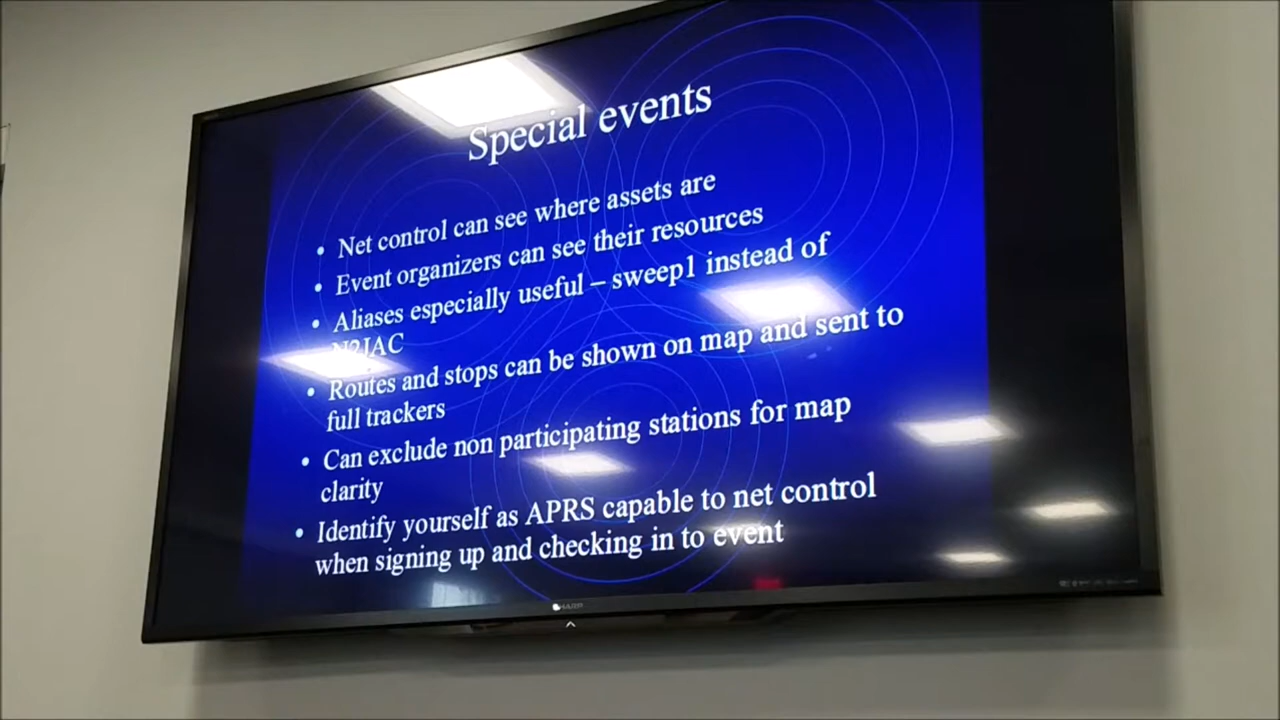 Special events
• Net control can see where assets are
• Event organizers can see their resources
• Aliases especially useful – sweep1 instead of
N2JAC
• Routes and stops can be shown on map and sent to
full trackers
• Can exclude non participating stations for map
clarity
• Identify yourself as APRS capable to net control
when signing up and checking in to event
SHARP